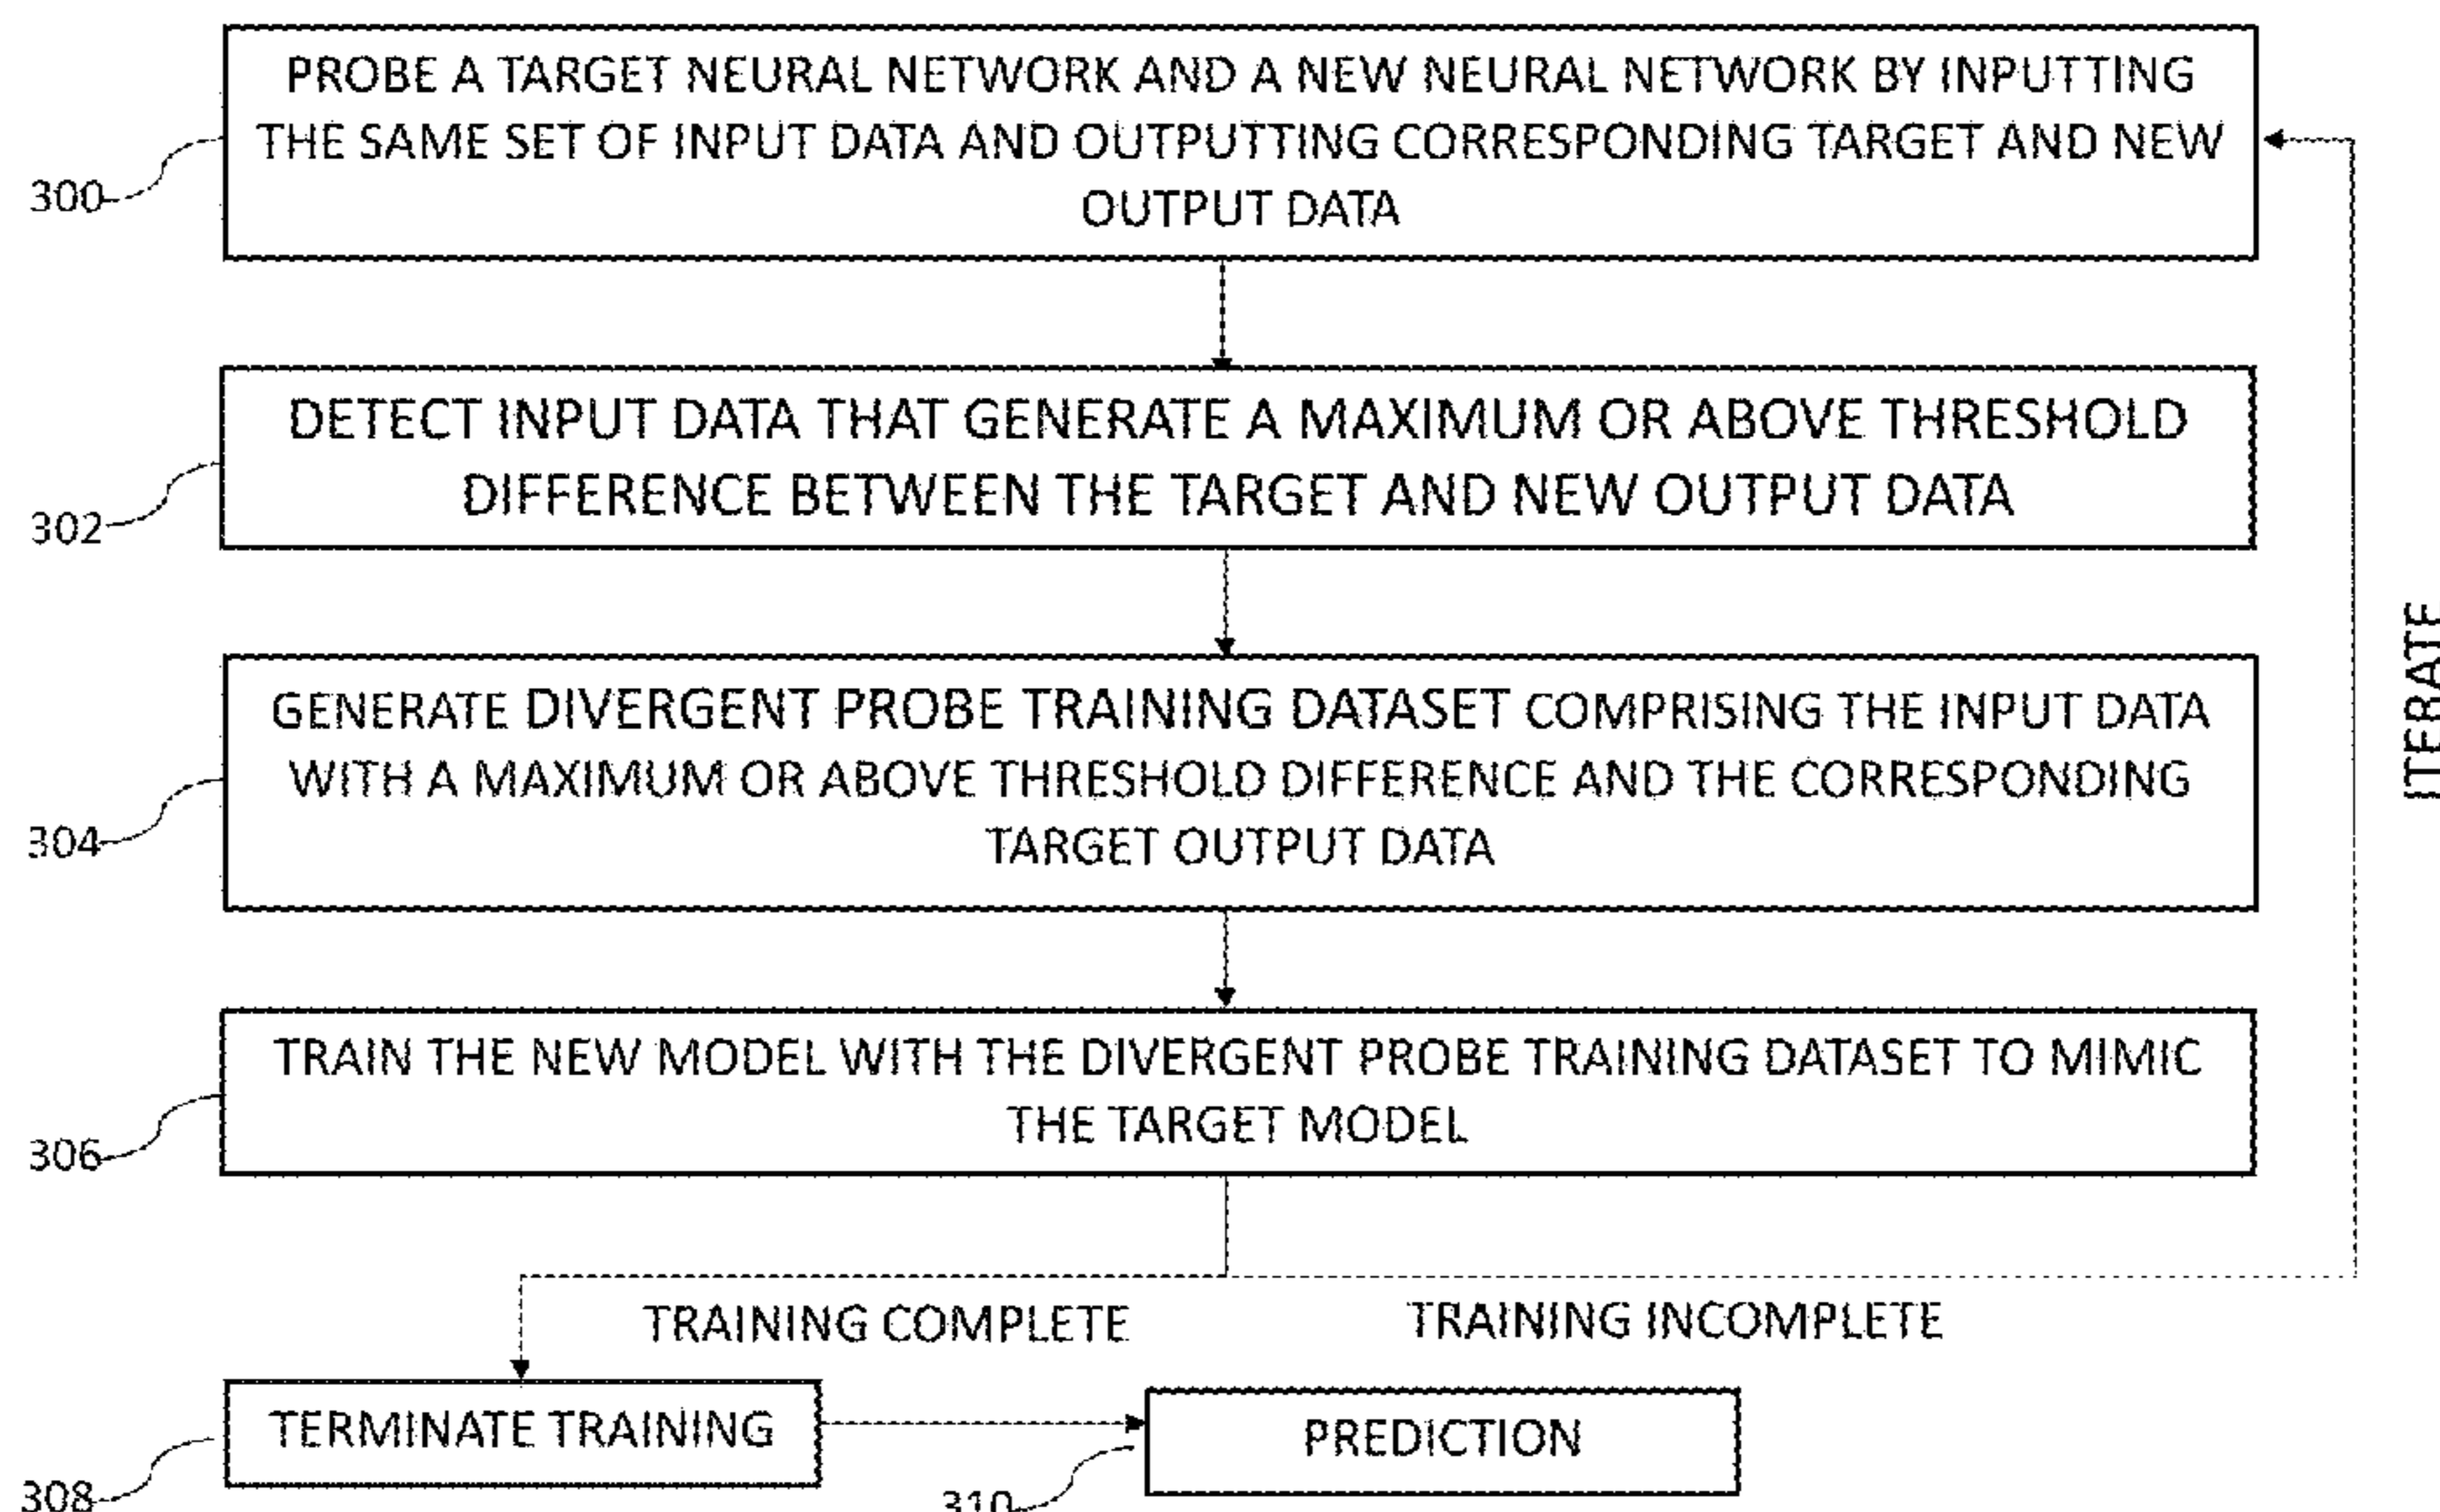 PROBE A TARGET NEURAL NETWORK AND A NEW NEURAL NETWORK BY INPUTTING
THE SAME SET OF INPUT DATA AND OUTPUTTING CORRESPONDING TARGET AND NEW
OUTPUT DATA
300
DETECT INPUT DATA THAT GENERATE A MAXIMUM OR ABOVE THRESHOLD
DIFFERENCE BETWEEN THE TARGET AND NEW OUTPUT DATA
302
ITERATE
GENERATE DIVERGENT PROBE TRAINING DATASET COMPRISING THE INPUT DATA
WITH A MAXIMUM OR ABOVE THRESHOLD DIFFERENCE AND THE CORRESPONDING
TARGET OUTPUT DATA
304
TRAIN THE NEW MODEL WITH THE DIVERGENT PROBE TRAINING DATASET TO MIMIC
THE TARGET MODEL
306
TRAINING COMPLETE
TRAINING INCOMPLETE
TERMINATE TRAINING
PREDICTION
308
310